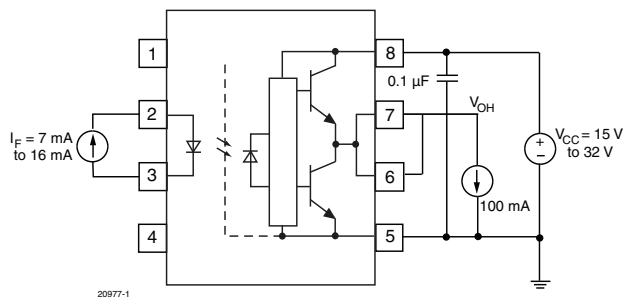 1
8
0.1 µF
2
7
V_OH
I_F = 7 mA
to 16 mA
V_CC = 15 V
to 32 V
3
6
100 mA
4
5
20977-1